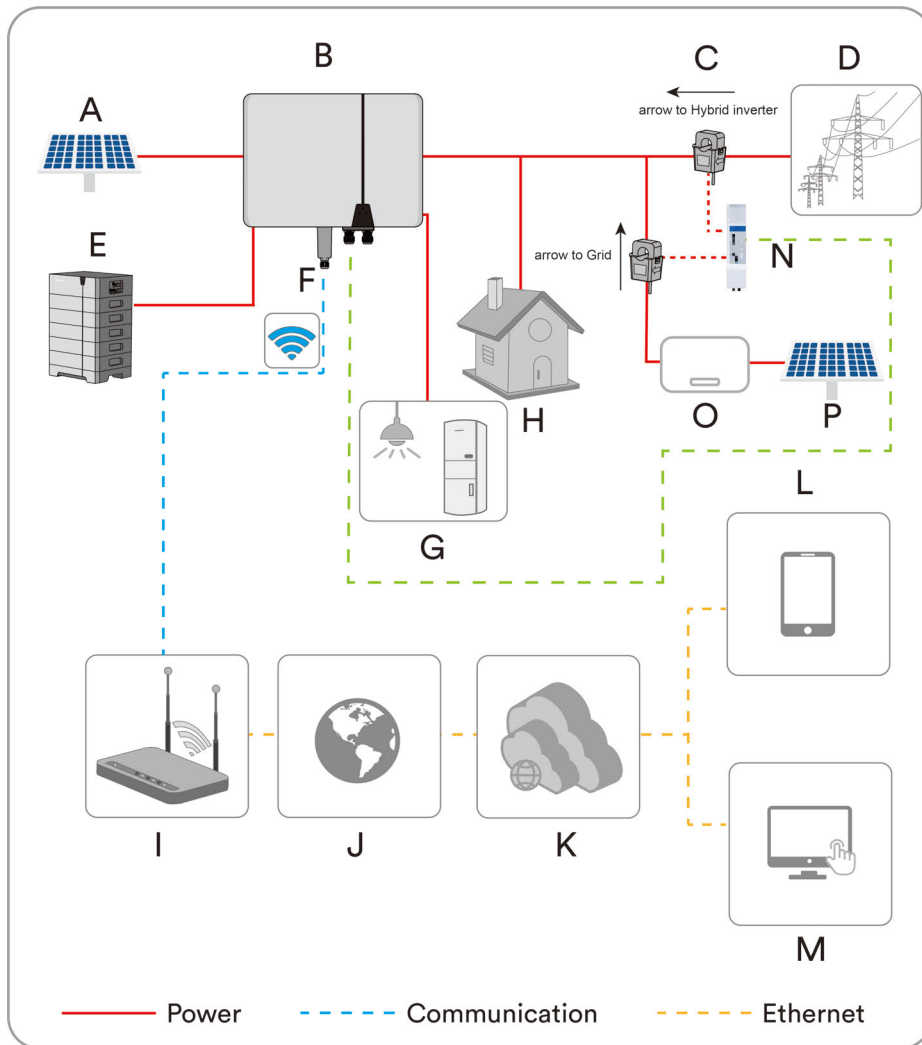 B
C
D
A
arrow to Hybrid inverter
E
F
arrow to Grid
N
H
O
P
G
L
I
J
K
M
Power
Communication
Ethernet